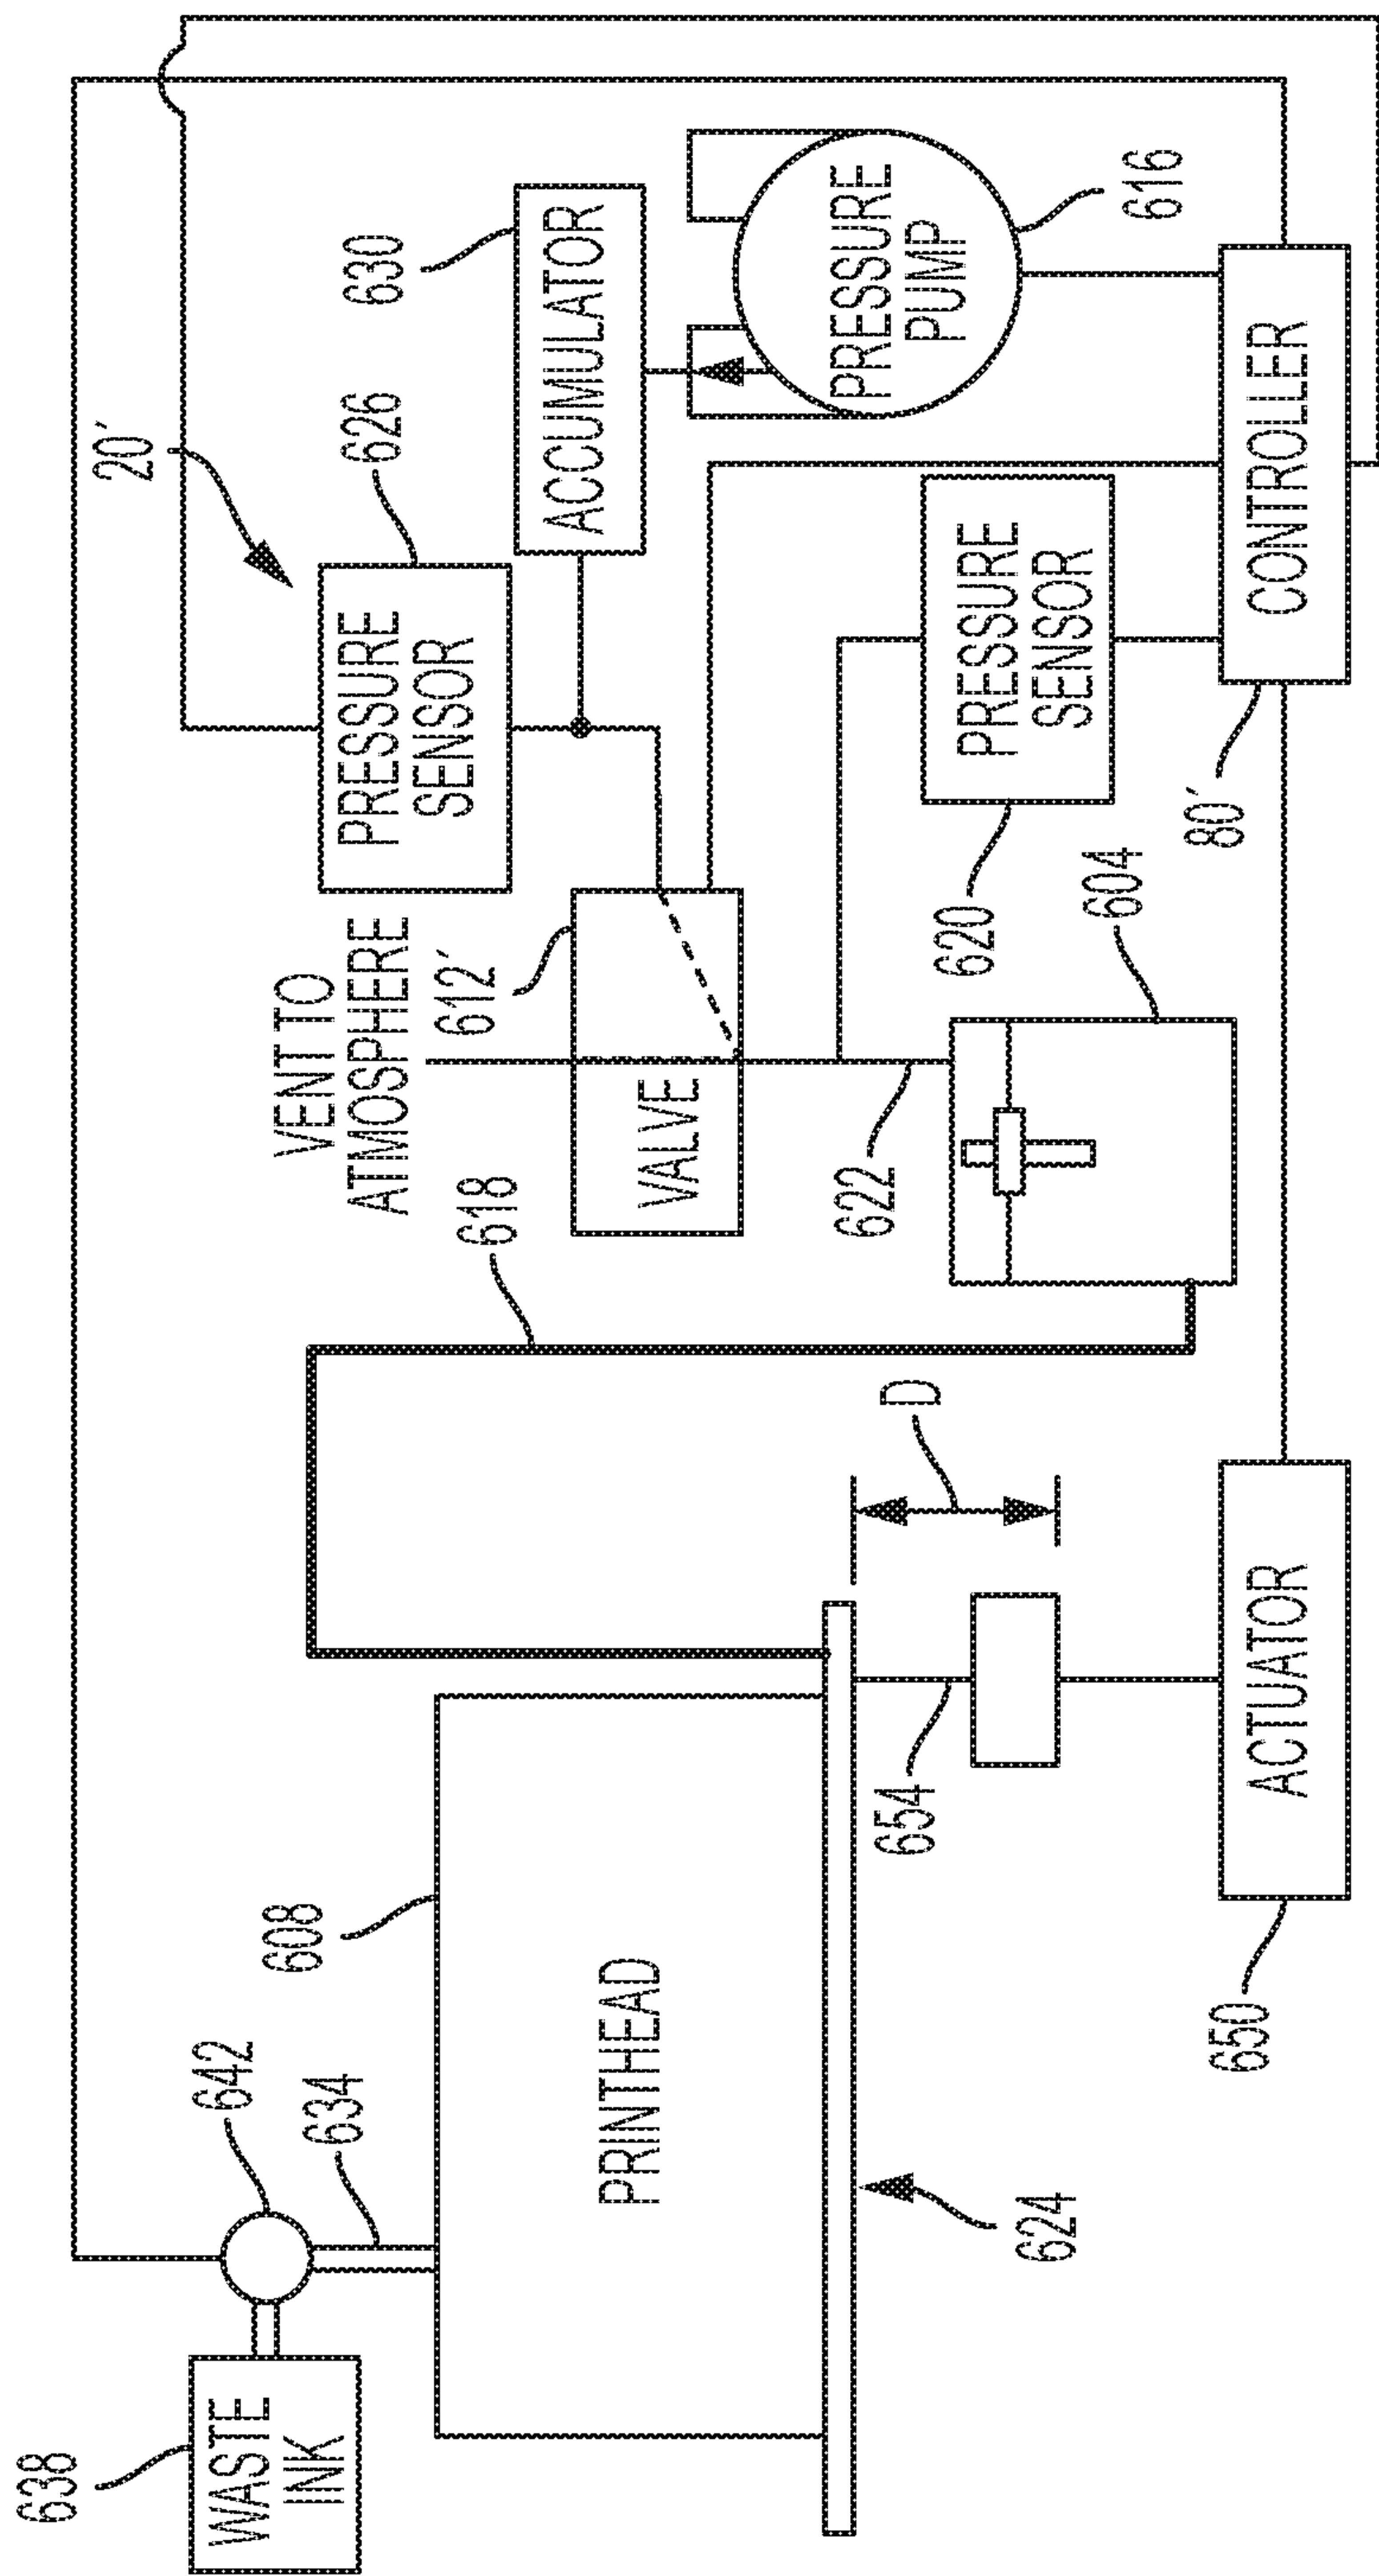 638
WASTE
INK
642
634
608
PRINTHEAD
624
618
654
D
650
ACTUATOR
VENT TO
ATMOSPHERE
612′
VALVE
622
604
20′
626
PRESSURE
SENSOR
630
ACCUMULATOR
620
PRESSURE
SENSOR
80′
CONTROLLER
PRESSURE
PUMP
616